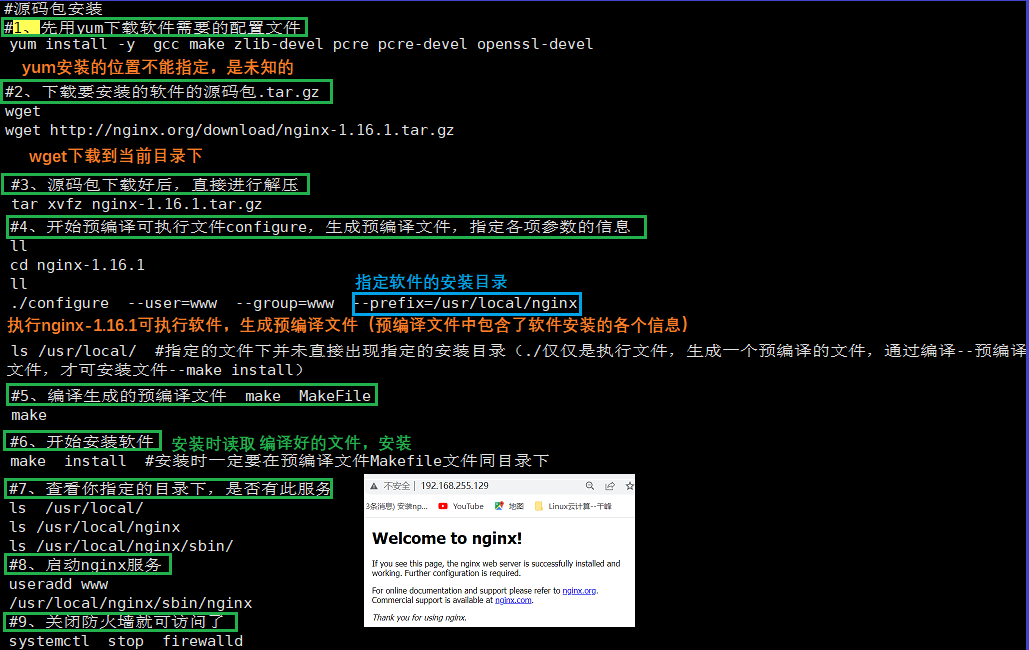 #源码包安装
#1、先用yum下载软件需要的配置文件
yum install -y  gcc make zlib-devel pcre pcre-devel openssl-devel
yum安装的位置不能指定，是未知的
#2、下载要安装的软件的源码包.tar.gz
wget
wget http://nginx.org/download/nginx-1.16.1.tar.gz
wget下载到当前目录下
#3、源码包下载好后，直接进行解压
tar xvfz nginx-1.16.1.tar.gz
#4、开始预编译可执行文件configure，生成预编译文件，指定各项参数的信息
ll
cd nginx-1.16.1
ll
指定软件的安装目录
./configure  --user=www  --group=www  --prefix=/usr/local/nginx
执行nginx-1.16.1可执行软件，生成预编译文件（预编译文件中包含了软件安装的各个信息）
ls /usr/local/  #指定的文件下并未直接出现指定的安装目录（./仅仅是执行文件，生成一个预编译的文件，通过编译--预编译
文件，才可安装文件--make install）
#5、编译生成的预编译文件  make  MakeFile
make
#6、开始安装软件  安装时读取 编译好的文件，安装
make  install  #安装时一定要在预编译文件Makefile文件同目录下
#7、查看你指定的目录下，是否有此服务
ls  /usr/local/
ls /usr/local/nginx
ls /usr/local/nginx/sbin/
#8、启动nginx服务
useradd www
/usr/local/nginx/sbin/nginx
#9、关闭防火墙就可访问了
systemctl  stop  firewalld
不安全 | 192.168.255.129
3条消息) 安装np... YouTube 地图 Linux云计算--千峰
Welcome to nginx!
If you see this page, the nginx web server is successfully installed and
working. Further configuration is required.
For online documentation and support please refer to nginx.org.
Commercial support is available at nginx.com.
Thank you for using nginx.